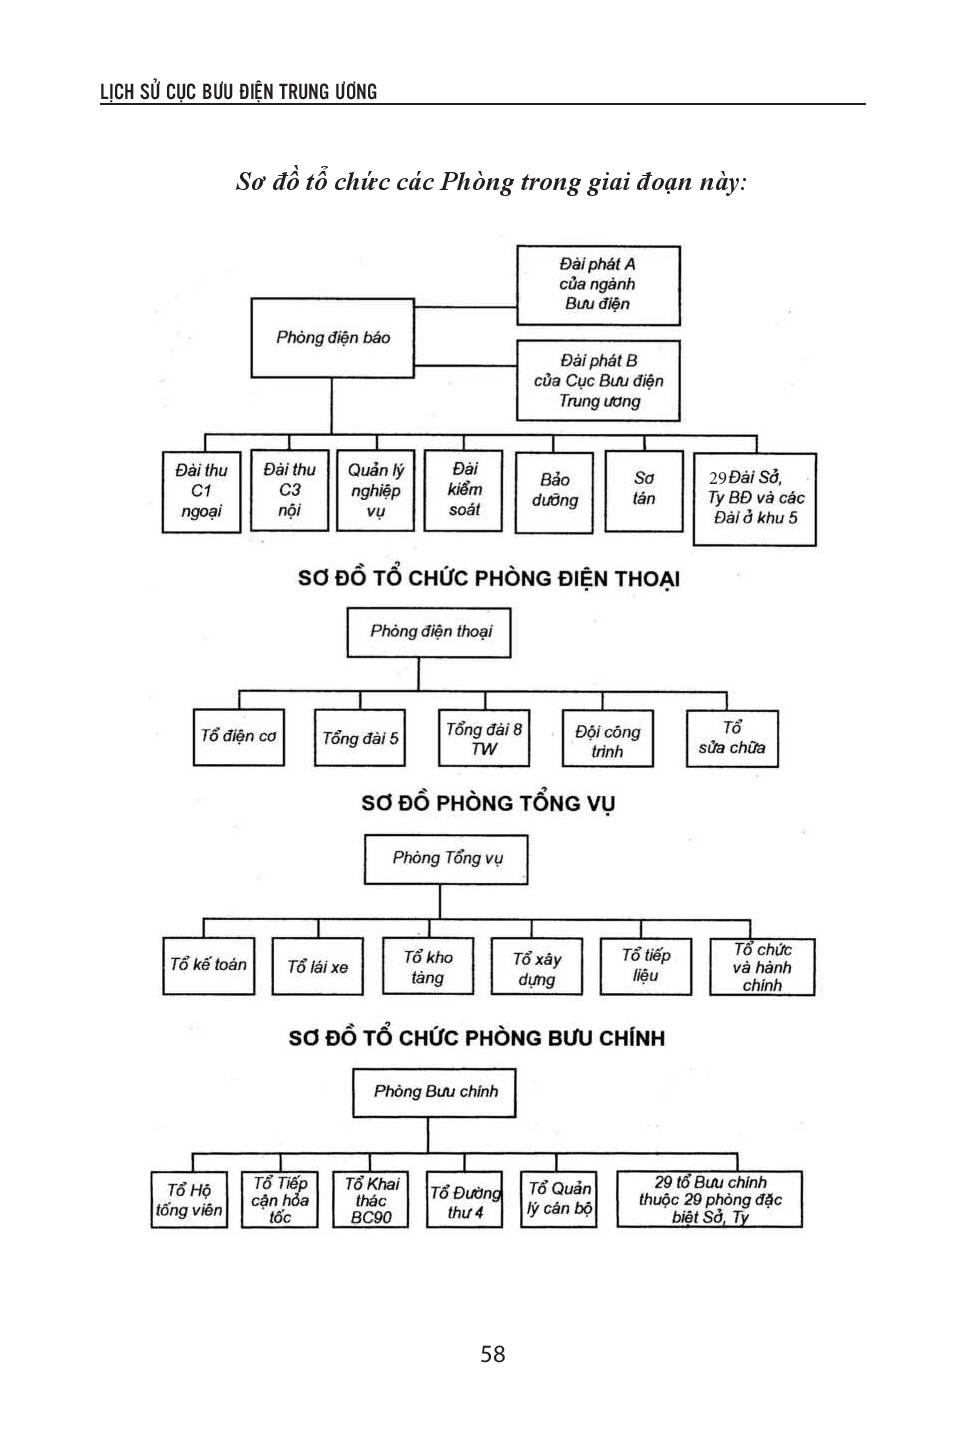 LỊCH SỬ CỤC BƯU ĐIỆN TRUNG ƯƠNG
Sơ đồ tổ chức các Phòng trong giai đoạn này:
Đài phát A
của ngành
Bưu điện
Phòng điện báo
Đài phát B
của Cục Bưu điện
Trung ương
Đài thu
C1
ngoại
Đài thu
C3
nội
Quản lý
nghiệp
vụ
Đài
kiểm
soát
Bảo
dưỡng
Sơ
tán
29 Đài Sở,
Ty BĐ và các
Đài ở khu 5
SƠ ĐỒ TỔ CHỨC PHÒNG ĐIỆN THOẠI
Phòng điện thoại
Tổ điện cơ
Tổng đài 5
Tổng đài 8
TW
Đội công
trình
Tổ
sửa chữa
SƠ ĐỒ PHÒNG TỔNG VỤ
Phòng Tổng vụ
Tổ kế toán
Tổ lái xe
Tổ kho
tàng
Tổ xây
dựng
Tổ tiếp
liệu
Tổ chức
và hành
chính
SƠ ĐỒ TỔ CHỨC PHÒNG BƯU CHÍNH
Phòng Bưu chính
Tổ Hộ
tống viên
Tổ Tiếp
cận hỏa
tốc
Tổ Khai
thác
BC90
Tổ Đường
thư 4
Tổ Quản
lý cán bộ
29 tổ Bưu chính
thuộc 29 phòng đặc
biệt Sở, Ty
58